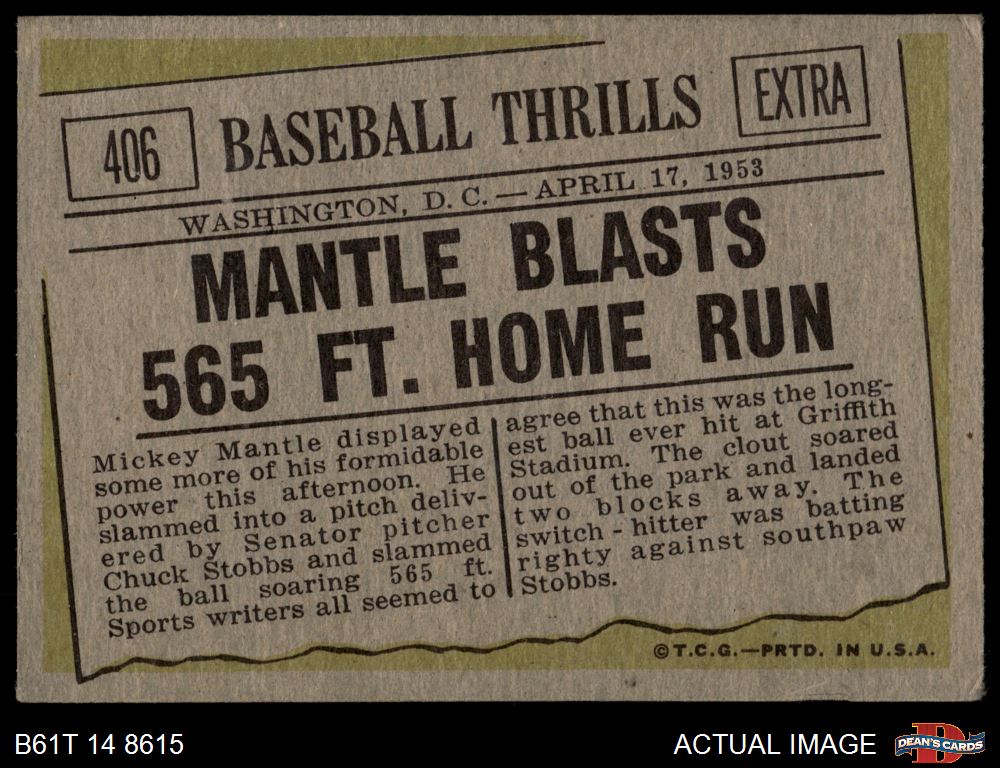 406
BASEBALL THRILLS
EXTRA
WASHINGTON, D. C. — APRIL 17, 1953
MANTLE BLASTS
565 FT. HOME RUN
Mickey Mantle displayed
some more of his formidable
power this afternoon. He
slammed into a pitch deliv-
ered by Senator pitcher
Chuck Stobbs and slammed
the ball soaring 565 ft.
Sports writers all seemed to
agree that this was the long-
est ball ever hit at Griffith
Stadium. The clout soared
out of the park and landed
two blocks away. The
switch-hitter was batting
righty against southpaw
Stobbs.
©T.C.G.—PRTD. IN U.S.A.
B61T 14 8615
ACTUAL IMAGE
D
DEAN'S CARDS